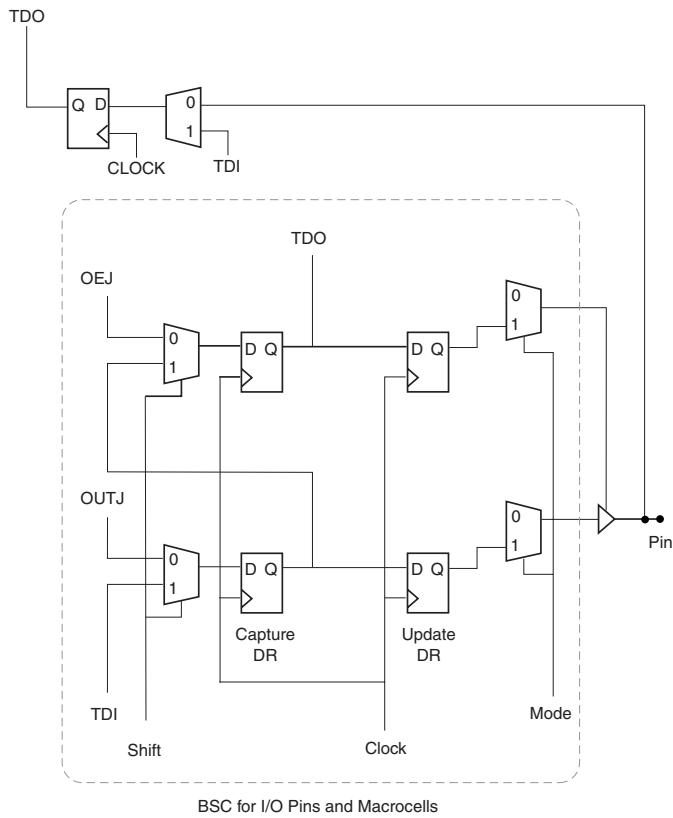 TDO
Q D
0
1
CLOCK
TDI
TDO
OEJ
0
1
D Q
D Q
0
1
OUTJ
0
1
D Q
D Q
0
1
Pin
Capture
DR
Update
DR
TDI
Shift
Clock
Mode
BSC for I/O Pins and Macrocells